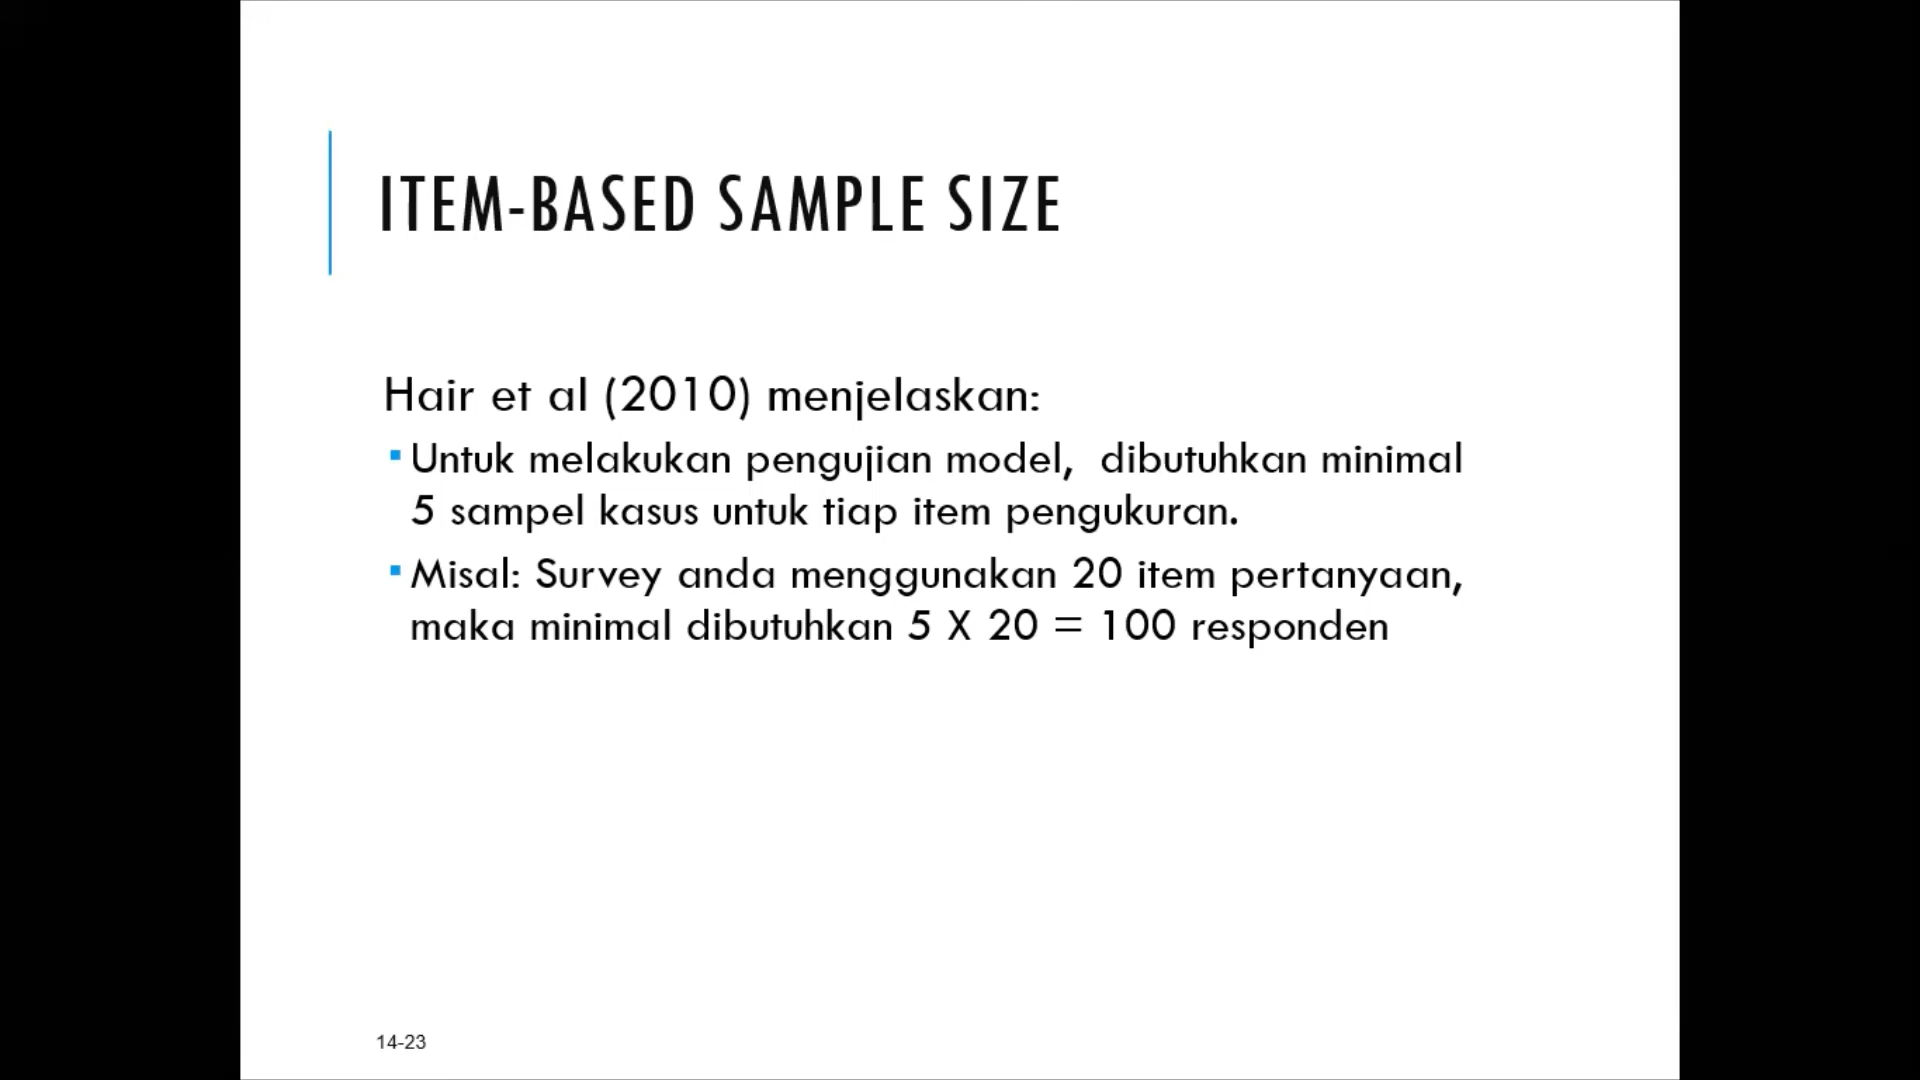 ITEM-BASED SAMPLE SIZE
Hair et al (2010) menjelaskan:
▪ Untuk melakukan pengujian model,  dibutuhkan minimal
5 sampel kasus untuk tiap item pengukuran.
▪ Misal: Survey anda menggunakan 20 item pertanyaan,
maka minimal dibutuhkan 5 X 20 = 100 responden
14-23